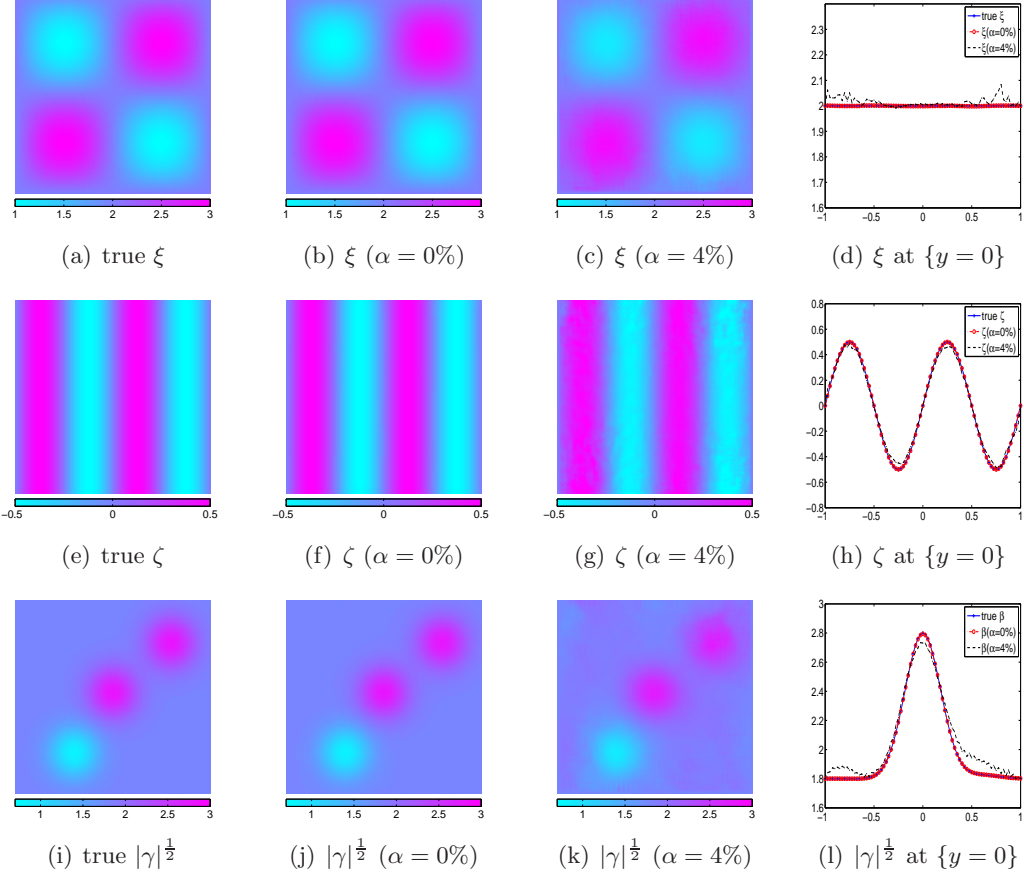 1 1.5 2 2.5 3
1 1.5 2 2.5 3
1 1.5 2 2.5 3
2.3
2.2
2.1
2
1.9
1.8
1.7
1.6
−1 −0.5 0 0.5 1
true ξ
ξ(α=0%)
ξ(α=4%)
(a) true ξ
(b) ξ (α = 0%)
(c) ξ (α = 4%)
(d) ξ at {y = 0}
−0.5 0 0.5
−0.5 0 0.5
−0.5 0 0.5
0.8
0.6
0.4
0.2
0
−0.2
−0.4
−0.6
−0.8
−1 −0.5 0 0.5 1
true ζ
ζ(α=0%)
ζ(α=4%)
(e) true ζ
(f) ζ (α = 0%)
(g) ζ (α = 4%)
(h) ζ at {y = 0}
1 1.5 2 2.5 3
1 1.5 2 2.5 3
1 1.5 2 2.5 3
3
2.8
2.6
2.4
2.2
2
1.8
1.6
−1 −0.5 0 0.5 1
true β
β(α=0%)
β(α=4%)
(i) true |γ|^{1/2}
(j) |γ|^{1/2} (α = 0%)
(k) |γ|^{1/2} (α = 4%)
(l) |γ|^{1/2} at {y = 0}